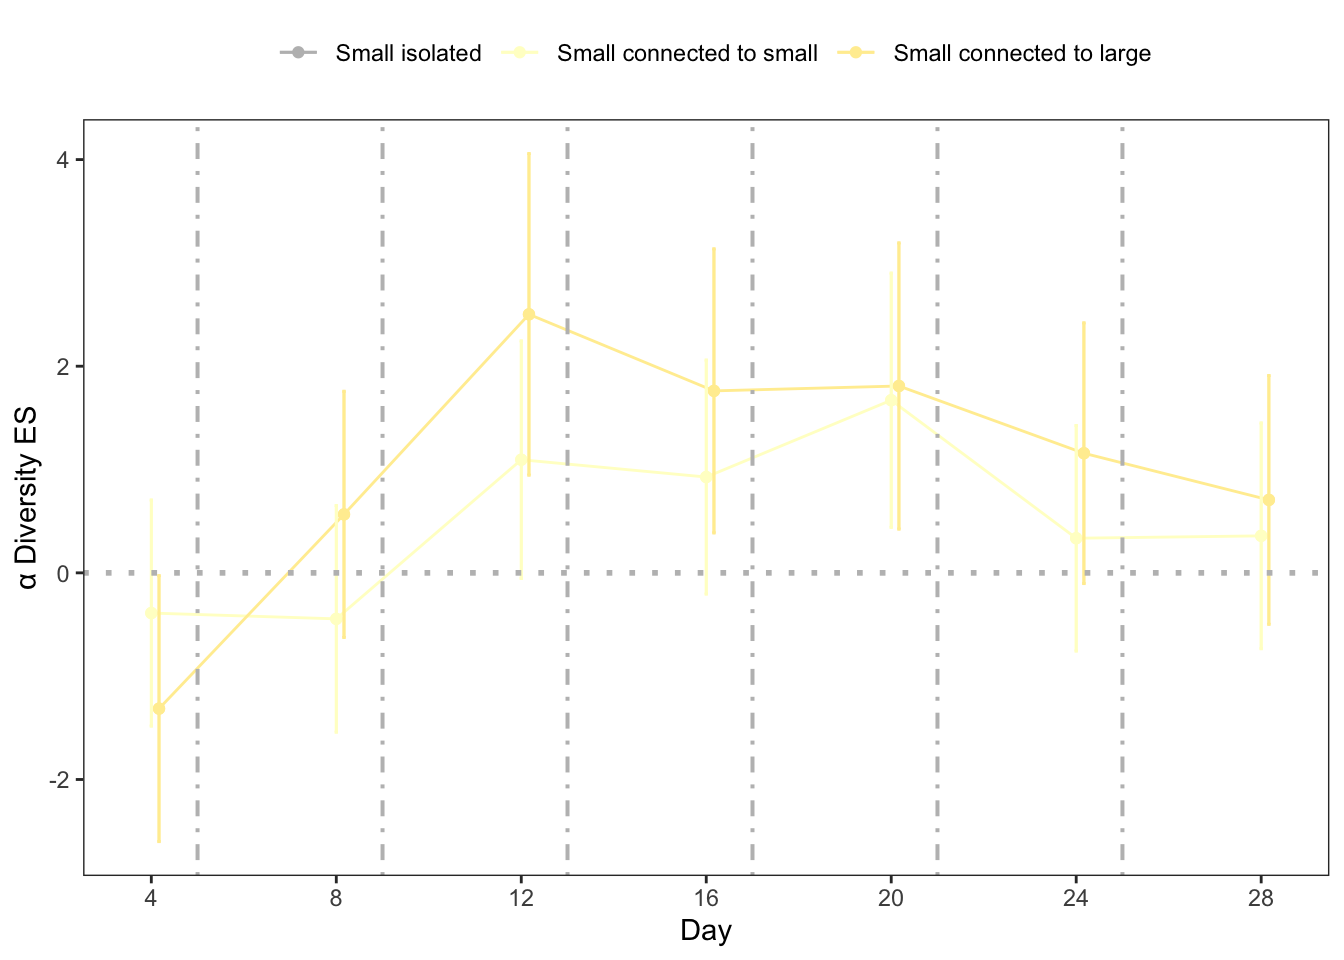 Small isolated Small connected to small Small connected to large
α Diversity ES
4
2
0
-2
4 8 12 16 20 24 28
Day